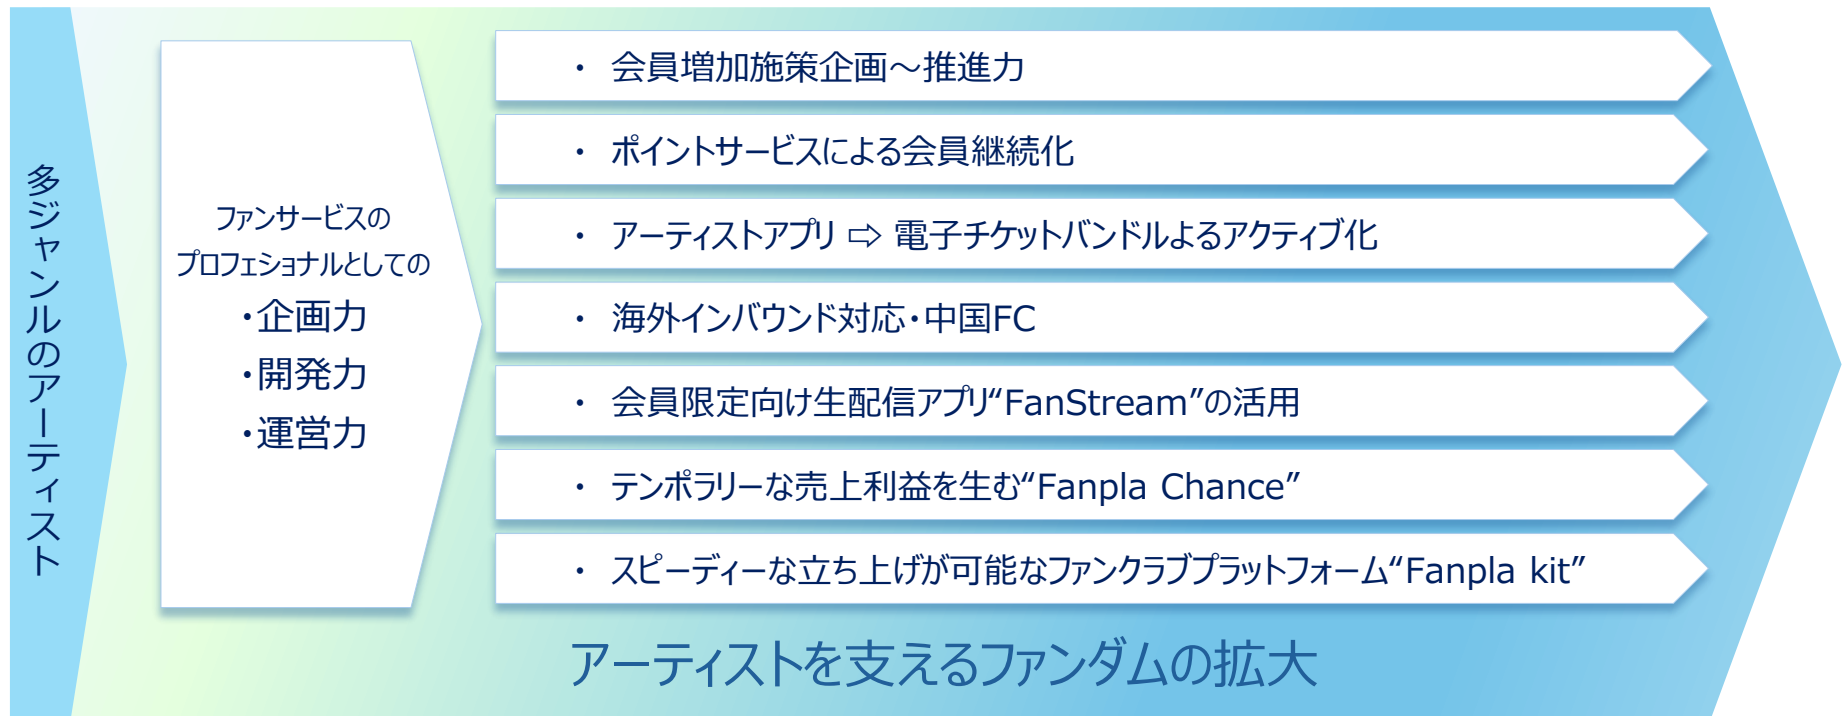 多ジャンルのアーティスト
ファンサービスの
プロフェショナルとしての
・企画力
・開発力
・運営力
・ 会員増加施策企画～推進力
・ ポイントサービスによる会員継続化
・ アーティストアプリ ⇨ 電子チケットバンドルよるアクティブ化
・ 海外インバウンド対応・中国FC
・ 会員限定向け生配信アプリ“FanStream”の活用
・ テンポラリーな売上利益を生む“Fanpla Chance”
・ スピーディーな立ち上げが可能なファンクラブプラットフォーム“Fanpla kit”
アーティストを支えるファンダムの拡大